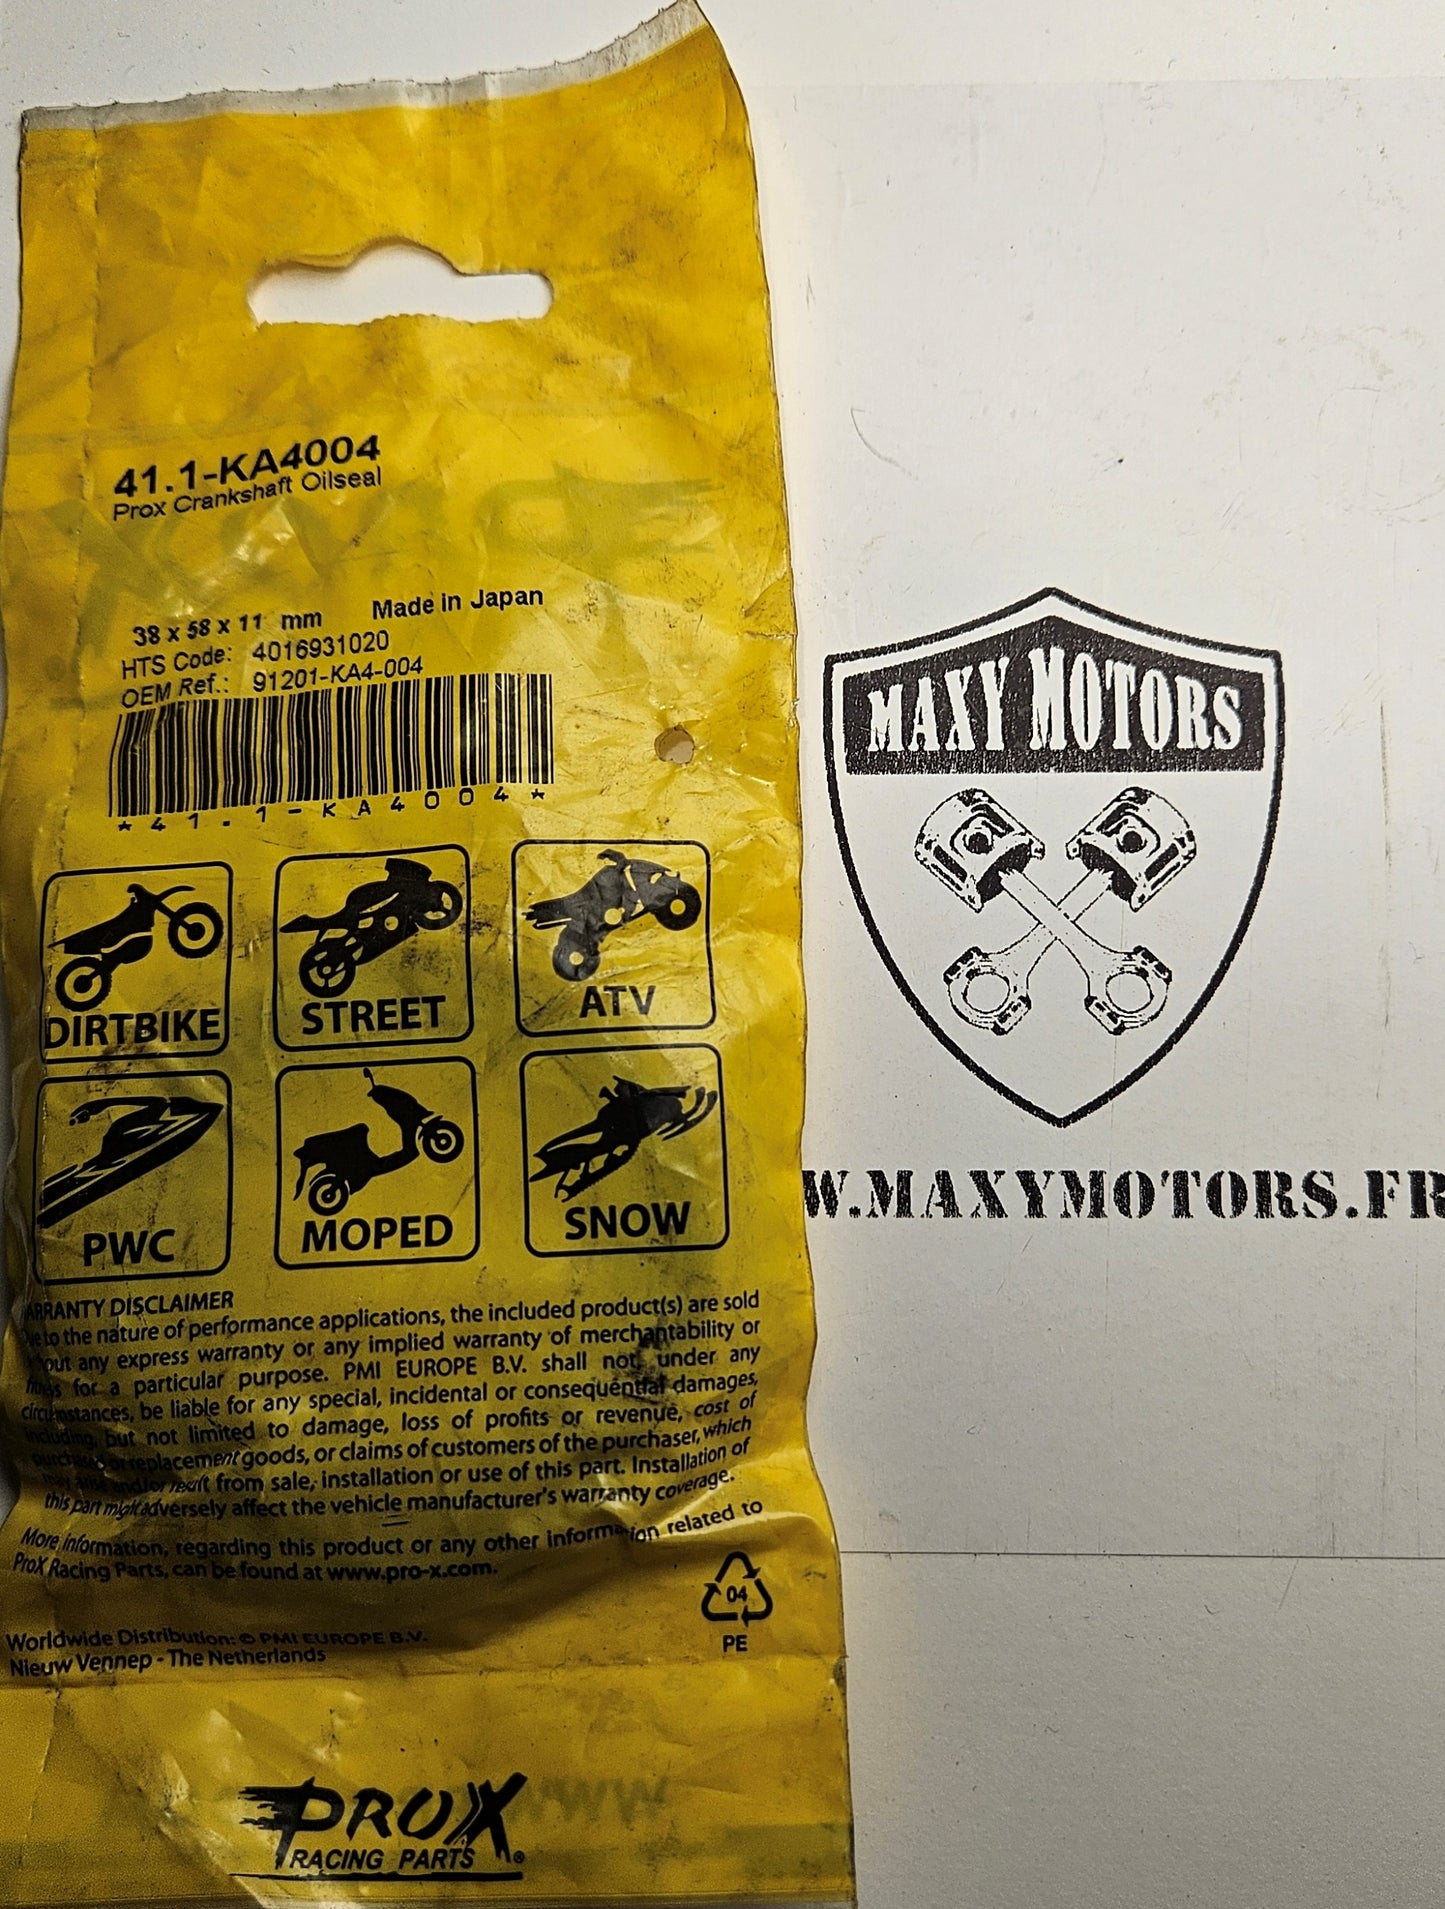 41.1-KA4004
Prox Crankshaft Oilseal
38 x 58 x 11 mm Made in Japan
HTS Code: 4016931020
OEM Ref.: 91201-KA4-004
*41.1-KA4004*
DIRTBIKE
STREET
ATV
PWC
MOPED
SNOW
ARRANTY DISCLAIMER
to the nature of performance applications, the included product(s) are sold
out any express warranty or any implied warranty of merchantability or
for a particular purpose. PMI EUROPE B.V. shall not, under any
circumstances, be liable for any special, incidental or consequential damages,
including, but not limited to damage, loss of profits or revenue, cost of
purchased or replacement goods, or claims of customers of the purchaser, which
may arise and/or result from sale, installation or use of this part. Installation of
this part might adversely affect the vehicle manufacturer's warranty coverage.
More information, regarding this product or any other information related to
ProX Racing Parts, can be found at www.pro-x.com.
04
PE
Worldwide Distribution: © PMI EUROPE B.V.
Nieuw Vennep - The Netherlands
PROX
RACING PARTS®
MAXY MOTORS
W.MAXYMOTORS.FR